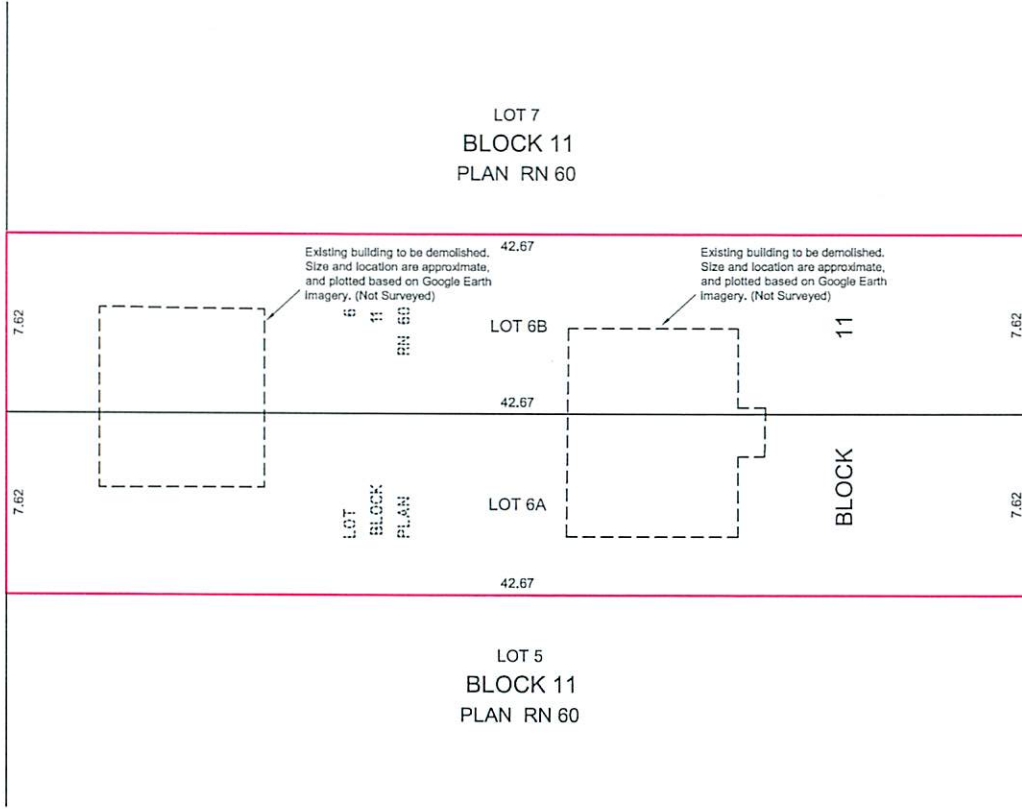 LOT 7
BLOCK 11
PLAN RN 60
42.67
Existing building to be demolished.
Size and location are approximate,
and plotted based on Google Earth
imagery. (Not Surveyed)
Existing building to be demolished.
Size and location are approximate,
and plotted based on Google Earth
imagery. (Not Surveyed)
7.62
LOT 6
BLOCK 11
PLAN RN 60
LOT 6B
BLOCK 11
7.62
42.67
7.62
LOT 6A
7.62
42.67
LOT 5
BLOCK 11
PLAN RN 60